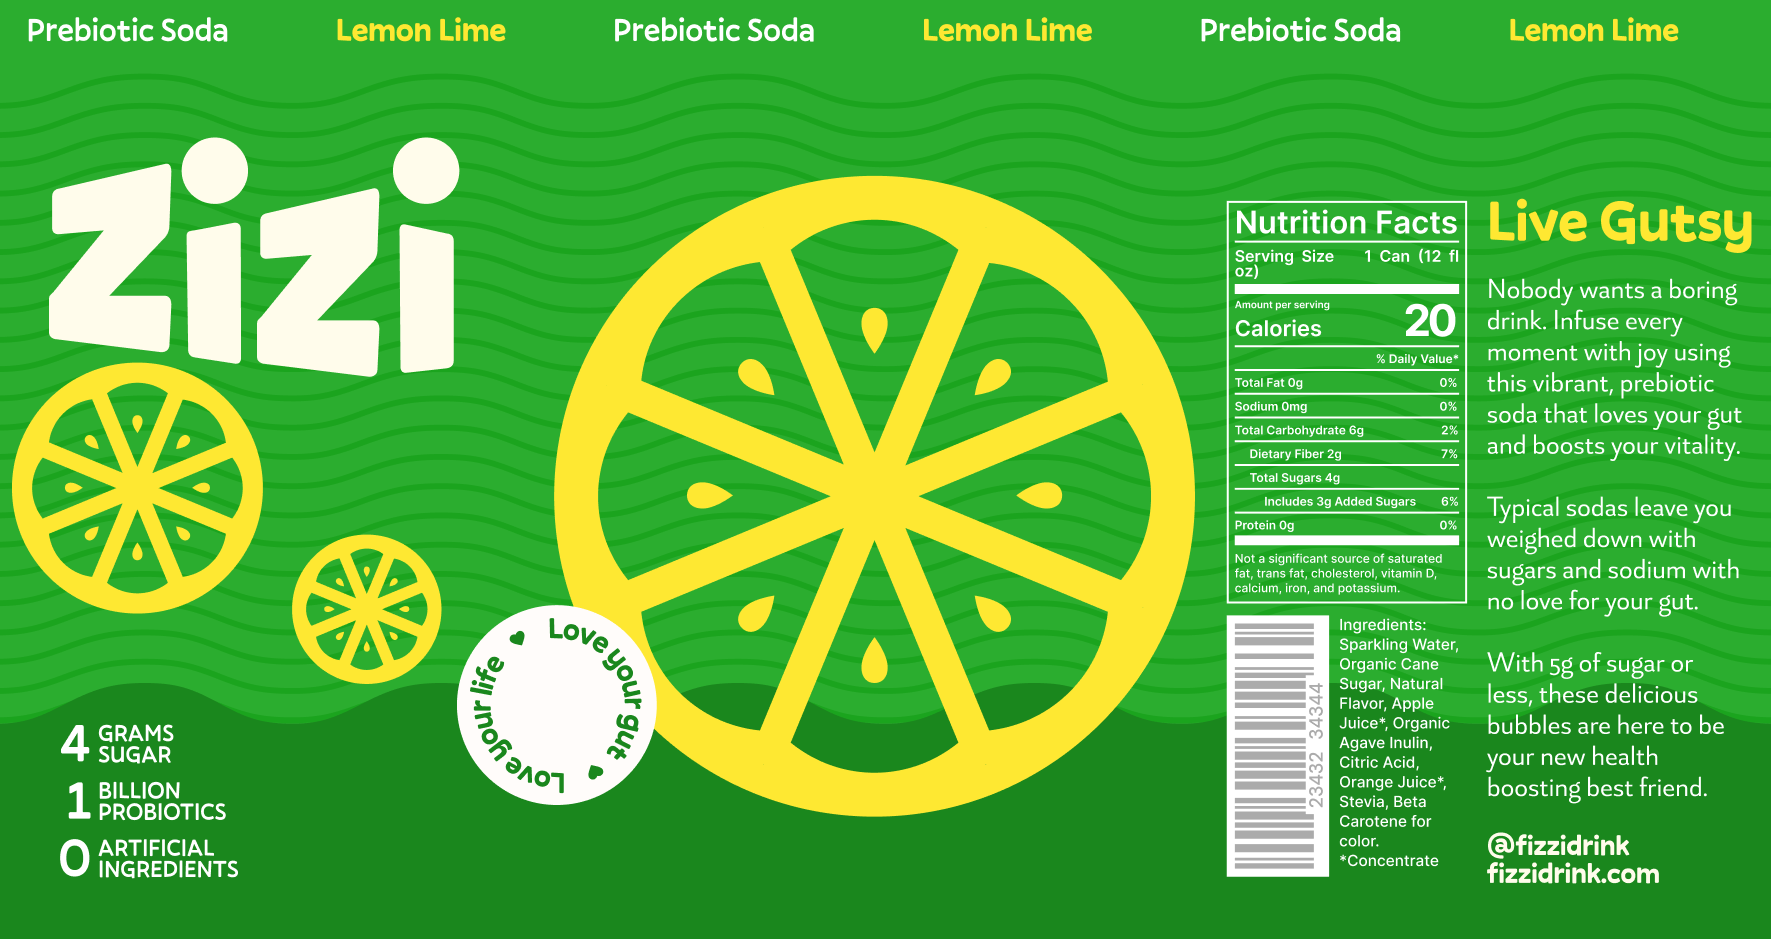 Prebiotic Soda Lemon Lime Prebiotic Soda Lemon Lime Prebiotic Soda Lemon Lime
zizi
4 GRAMS
SUGAR
1 BILLION
PROBIOTICS
0 ARTIFICIAL
INGREDIENTS
Love your gut
Love your life
Nutrition Facts
Serving Size 1 Can (12 fl
oz)
Amount per serving
Calories 20
% Daily Value*
Total Fat 0g 0%
Sodium 0mg 0%
Total Carbohydrate 6g 2%
Dietary Fiber 2g 7%
Total Sugars 4g
Includes 3g Added Sugars 6%
Protein 0g 0%
Not a significant source of saturated
fat, trans fat, cholesterol, vitamin D,
calcium, iron, and potassium.
23432 34344
Ingredients:
Sparkling Water,
Organic Cane
Sugar, Natural
Flavor, Apple
Juice*, Organic
Agave Inulin,
Citric Acid,
Orange Juice*,
Stevia, Beta
Carotene for
color.
*Concentrate
Live Gutsy
Nobody wants a boring
drink. Infuse every
moment with joy using
this vibrant, prebiotic
soda that loves your gut
and boosts your vitality.
Typical sodas leave you
weighed down with
sugars and sodium with
no love for your gut.
With 5g of sugar or
less, these delicious
bubbles are here to be
your new health
boosting best friend.
@fizzidrink
fizzidrink.com